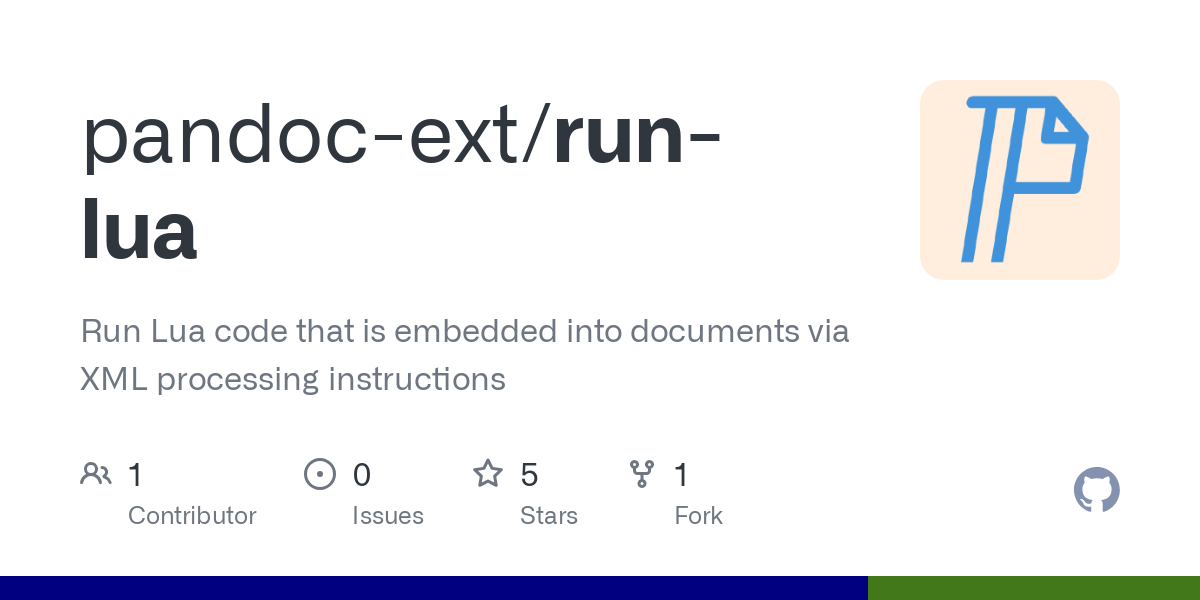 pandoc-ext/run-
lua
Run Lua code that is embedded into documents via
XML processing instructions
1 0 5 1
Contributor Issues Stars Fork